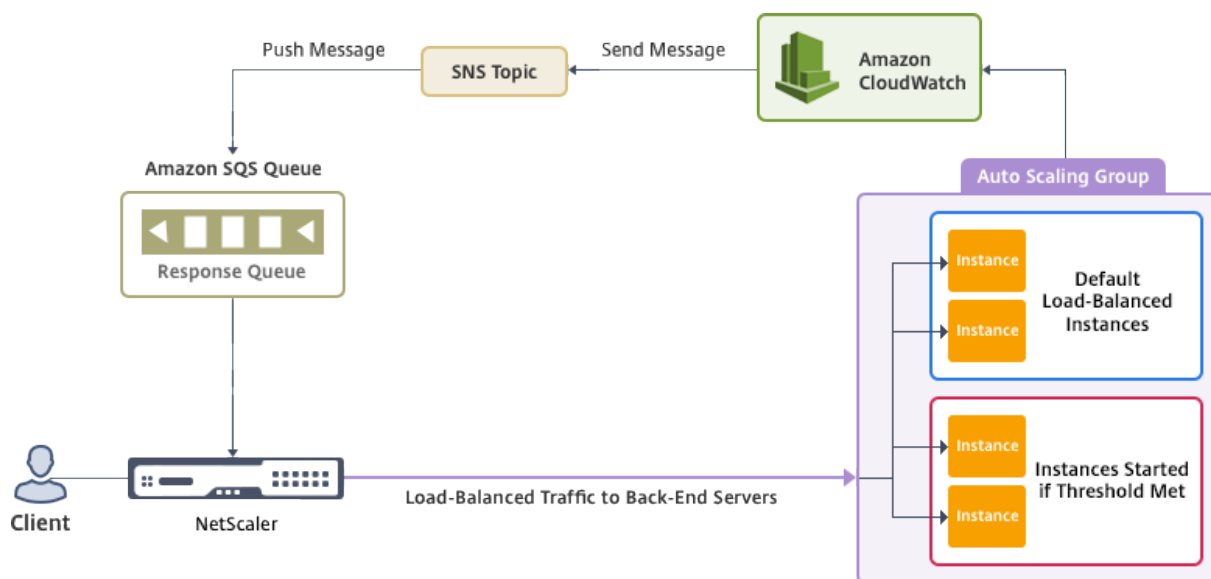 Push Message
SNS Topic
Send Message
Amazon
CloudWatch
Amazon SQS Queue
Response Queue
Auto Scaling Group
Instance
Instance
Default
Load-Balanced
Instances
Instance
Instance
Instances Started
if Threshold Met
Client
NetScaler
Load-Balanced Traffic to Back-End Servers